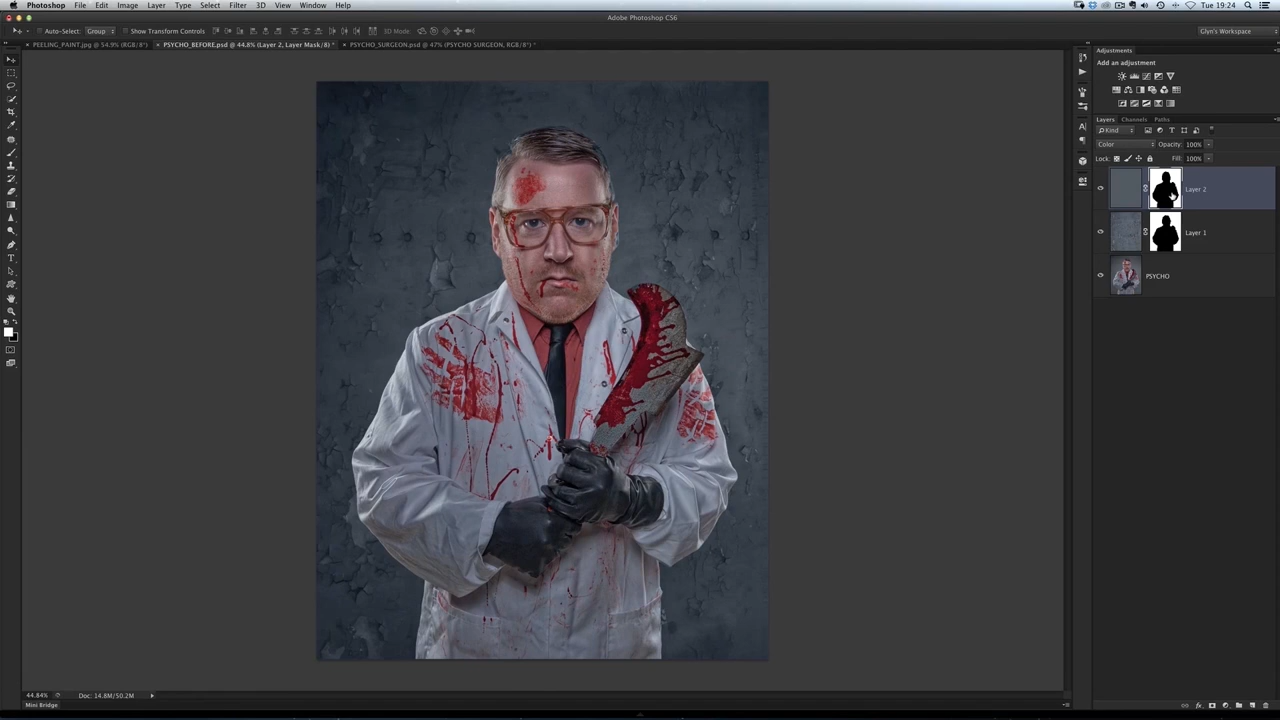 Photoshop File Edit Image Layer Type Select Filter 3D View Window Help Tue 19:24
Adobe Photoshop CS6
Auto-Select: Group Show Transform Controls 3D Mode: Glyn's Workspace
PEELING_PAINT.jpg @ 54.9% (RGB/8*) PSYCHO_BEFORE.psd @ 44.8% (Layer 2, Layer Mask/8) * PSYCHO_SURGEON.psd @ 47% (PSYCHO SURGEON, RGB/8*) *
Adjustments
Add an adjustment
Layers Channels Paths
Kind
Color Opacity: 100%
Lock: Fill: 100%
Layer 2
Layer 1
PSYCHO
44.84% Doc: 14.8M/50.2M
Mini Bridge